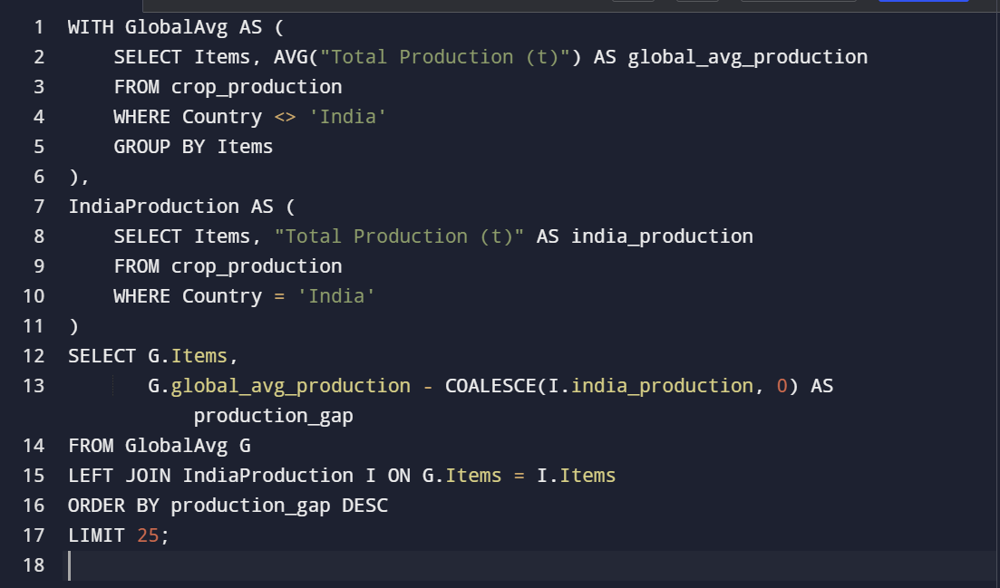 1 WITH GlobalAvg AS (
2 SELECT Items, AVG("Total Production (t)") AS global_avg_production
3 FROM crop_production
4 WHERE Country <> 'India'
5 GROUP BY Items
6 ),
7 IndiaProduction AS (
8 SELECT Items, "Total Production (t)" AS india_production
9 FROM crop_production
10 WHERE Country = 'India'
11 )
12 SELECT G.Items,
13 G.global_avg_production - COALESCE(I.india_production, 0) AS
production_gap
14 FROM GlobalAvg G
15 LEFT JOIN IndiaProduction I ON G.Items = I.Items
16 ORDER BY production_gap DESC
17 LIMIT 25;
18